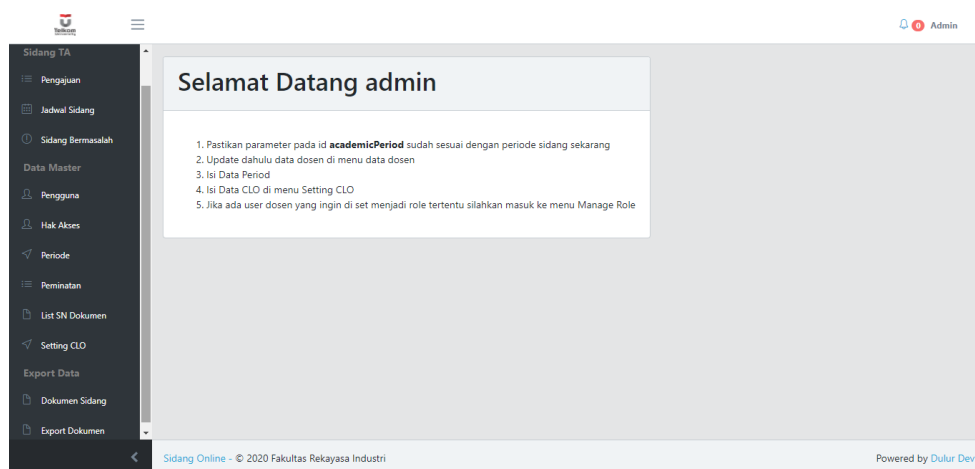 Telkom
0 Admin
Sidang TA
Pengajuan
Jadwal Sidang
Sidang Bermasalah
Data Master
Pengguna
Hak Akses
Periode
Peminatan
List SN Dokumen
Setting CLO
Export Data
Dokumen Sidang
Export Dokumen
Selamat Datang admin
1. Pastikan parameter pada id academicPeriod sudah sesuai dengan periode sidang sekarang
2. Update dahulu data dosen di menu data dosen
3. Isi Data Period
4. Isi Data CLO di menu Setting CLO
5. Jika ada user dosen yang ingin di set menjadi role tertentu silahkan masuk ke menu Manage Role
Sidang Online - © 2020 Fakultas Rekayasa Industri
Powered by Dulur Dev